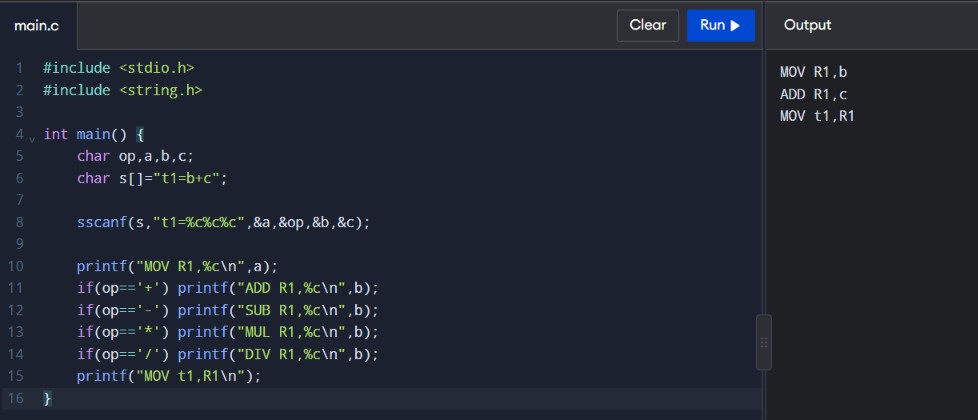 main.c
Clear
Run
Output
1 #include <stdio.h>
2 #include <string.h>
3
4 int main() {
5     char op,a,b,c;
6     char s[]="t1=b+c";
7
8     sscanf(s,"t1=%c%c%c",&a,&op,&b,&c);
9
10     printf("MOV R1,%c\n",a);
11     if(op=='+') printf("ADD R1,%c\n",b);
12     if(op=='-') printf("SUB R1,%c\n",b);
13     if(op=='*') printf("MUL R1,%c\n",b);
14     if(op=='/') printf("DIV R1,%c\n",b);
15     printf("MOV t1,R1\n");
16 }
MOV R1,b
ADD R1,c
MOV t1,R1